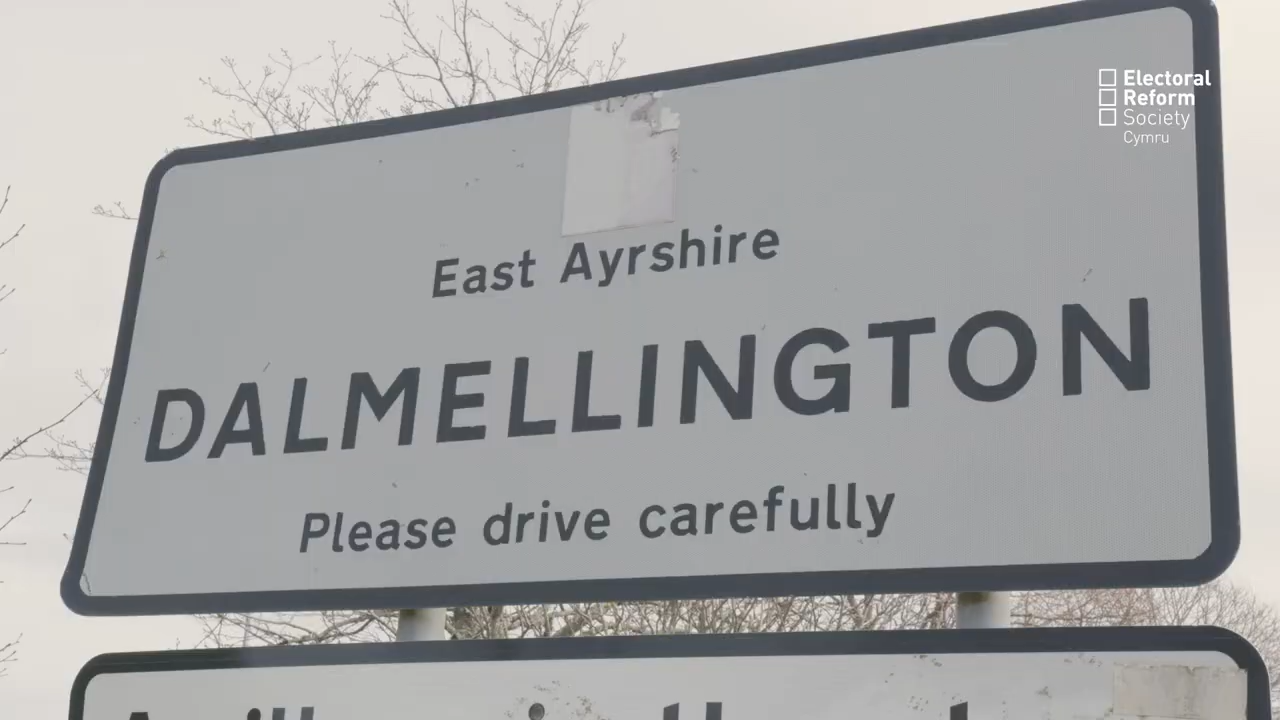 Electoral
Reform
Society
Cymru
East Ayrshire
DALMELLINGTON
Please drive carefully